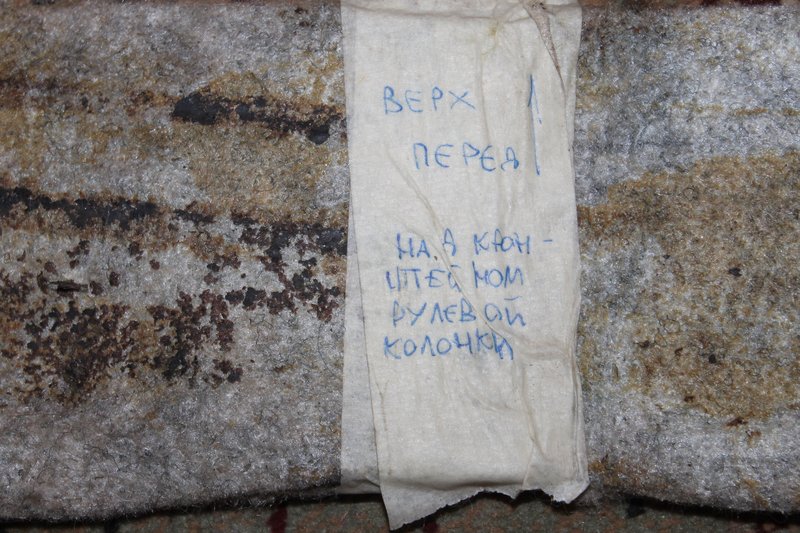 ВЕРХ
ПЕРЕД
НАД КРОН-
ШТЕЙНОМ
РУЛЕВОЙ
КОЛОНКИ